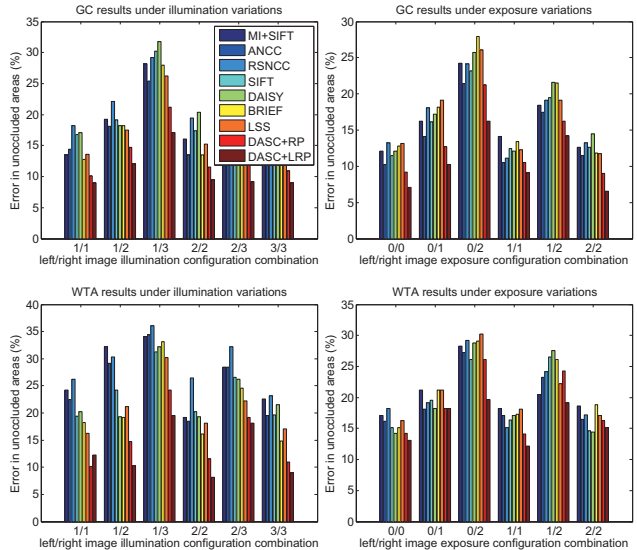 GC results under illumination variations
Error in unoccluded areas (%)
35
30
25
20
15
10
5
0
MI+SIFT
ANCC
RSNCC
SIFT
DAISY
BRIEF
LSS
DASC+RP
DASC+LRP
1/1 1/2 1/3 2/2 2/3 3/3
left/right image illumination configuration combination
GC results under exposure variations
Error in unoccluded areas (%)
30
25
20
15
10
5
0
0/0 0/1 0/2 1/1 1/2 2/2
left/right image exposure configuration combination
WTA results under illumination variations
Error in unoccluded areas (%)
40
35
30
25
20
15
10
5
0
1/1 1/2 1/3 2/2 2/3 3/3
left/right image illumination configuration combination
WTA results under exposure variations
Error in unoccluded areas (%)
35
30
25
20
15
10
5
0
0/0 0/1 0/2 1/1 1/2 2/2
left/right image exposure configuration combination